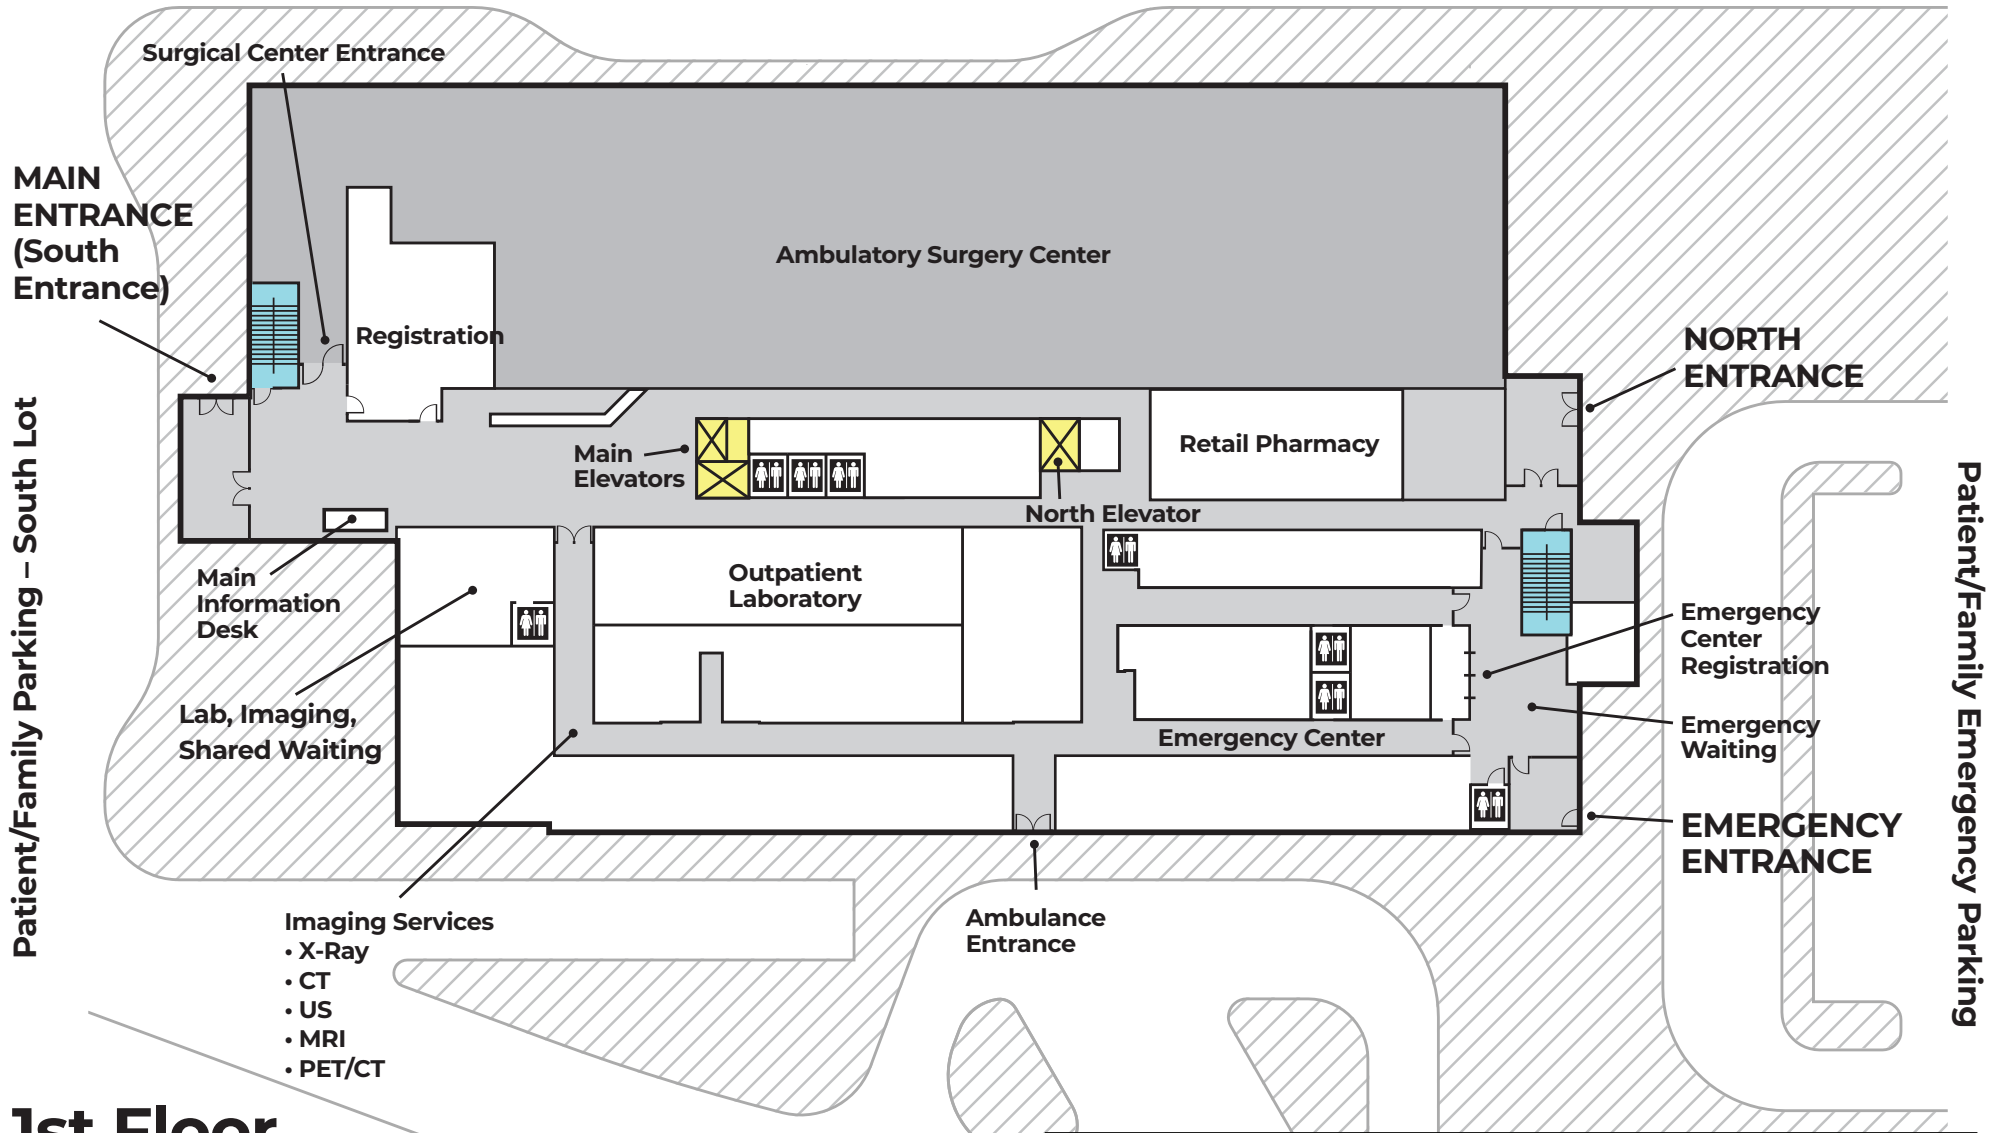 Surgical Center Entrance
MAIN
ENTRANCE
(South
Entrance)
Ambulatory Surgery Center
Registration
NORTH
ENTRANCE
Main
Elevators
Retail Pharmacy
North Elevator
Patient/Family Parking – South Lot
Patient/Family Emergency Parking
Main
Information
Desk
Outpatient
Laboratory
Emergency
Center
Registration
Lab, Imaging,
Shared Waiting
Emergency Center
Emergency
Waiting
EMERGENCY
ENTRANCE
Imaging Services
• X-Ray
• CT
• US
• MRI
• PET/CT
Ambulance
Entrance
1st Floor